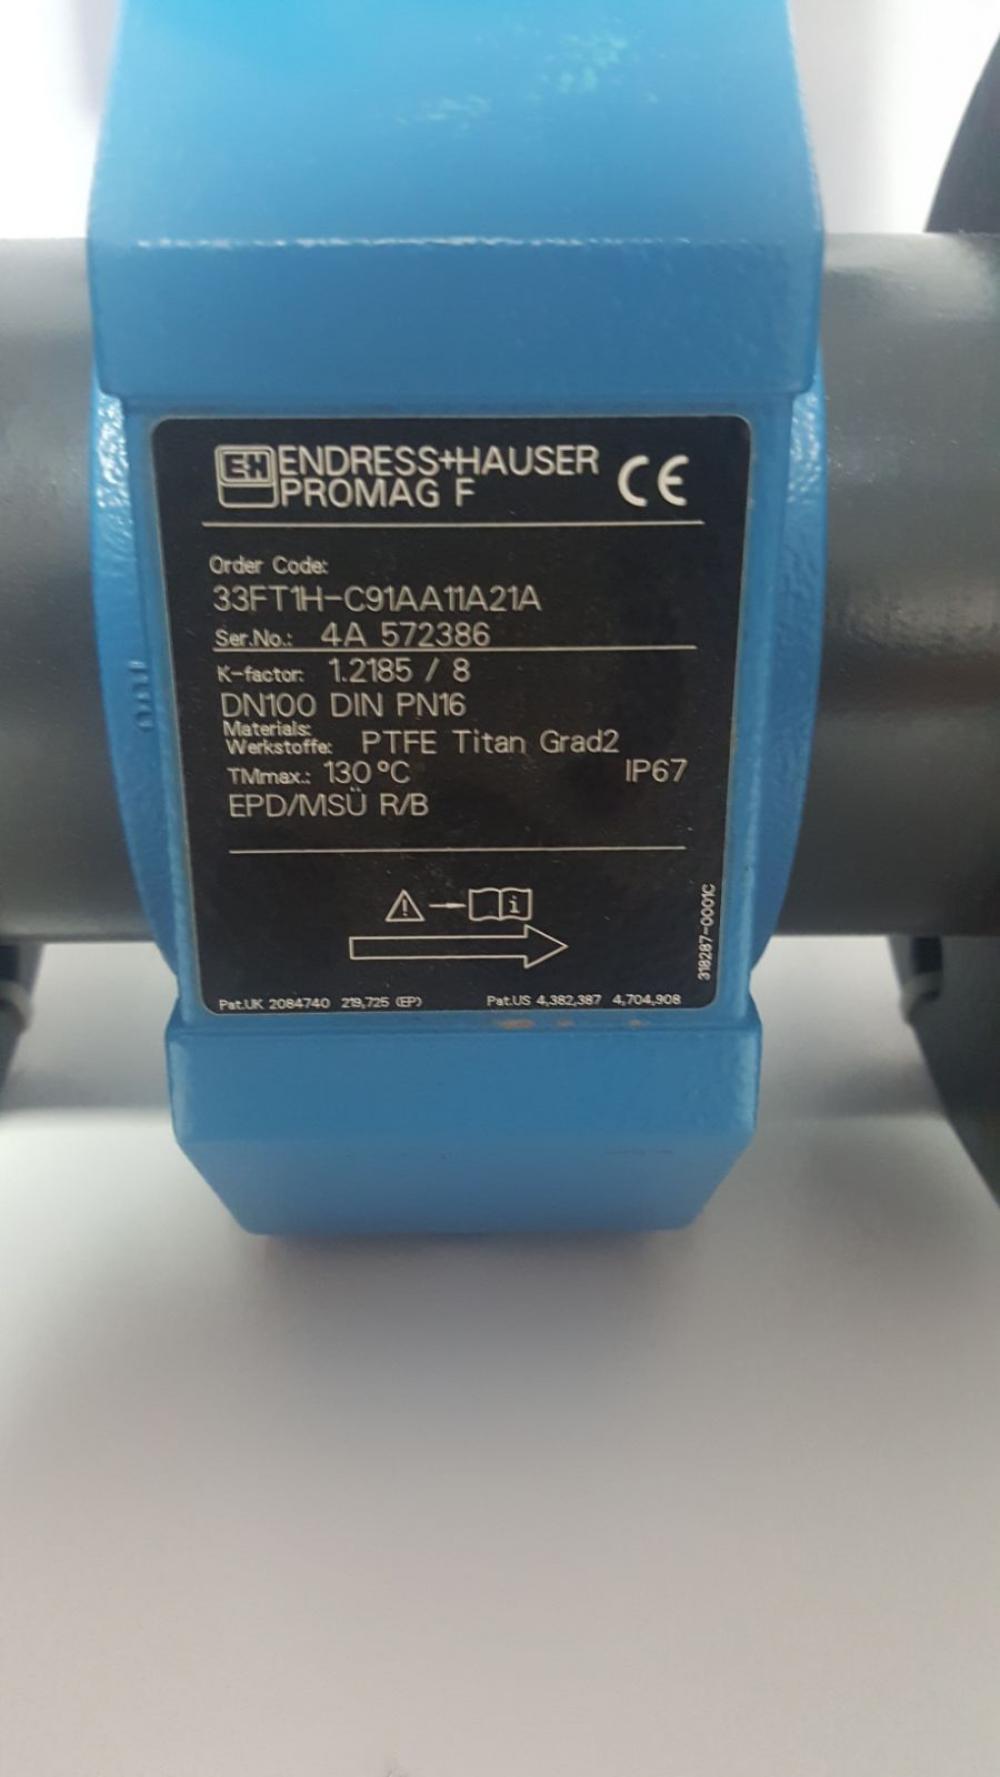 E+H ENDRESS+HAUSER
PROMAG F CE
Order Code:
33FT1H-C91AA11A21A
Ser.No.: 4A 572386
K-factor: 1.2185 / 8
DN100 DIN PN16
Materials:
Werkstoffe: PTFE Titan Grad2
TMmax.: 130 °C IP67
EPD/MSÜ R/B
318287-0001C
Pat.UK 2084740 219,725 (EP) Pat.US 4,382,387 4,704,908